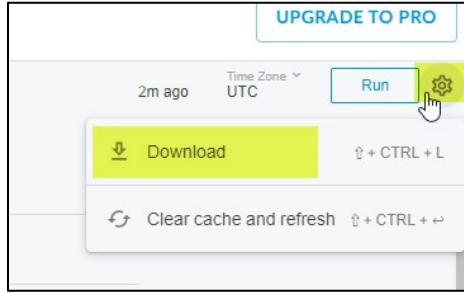 UPGRADE TO PRO
Time Zone
2m ago UTC Run
Download ⇧ + CTRL + L
Clear cache and refresh ⇧ + CTRL + ↩